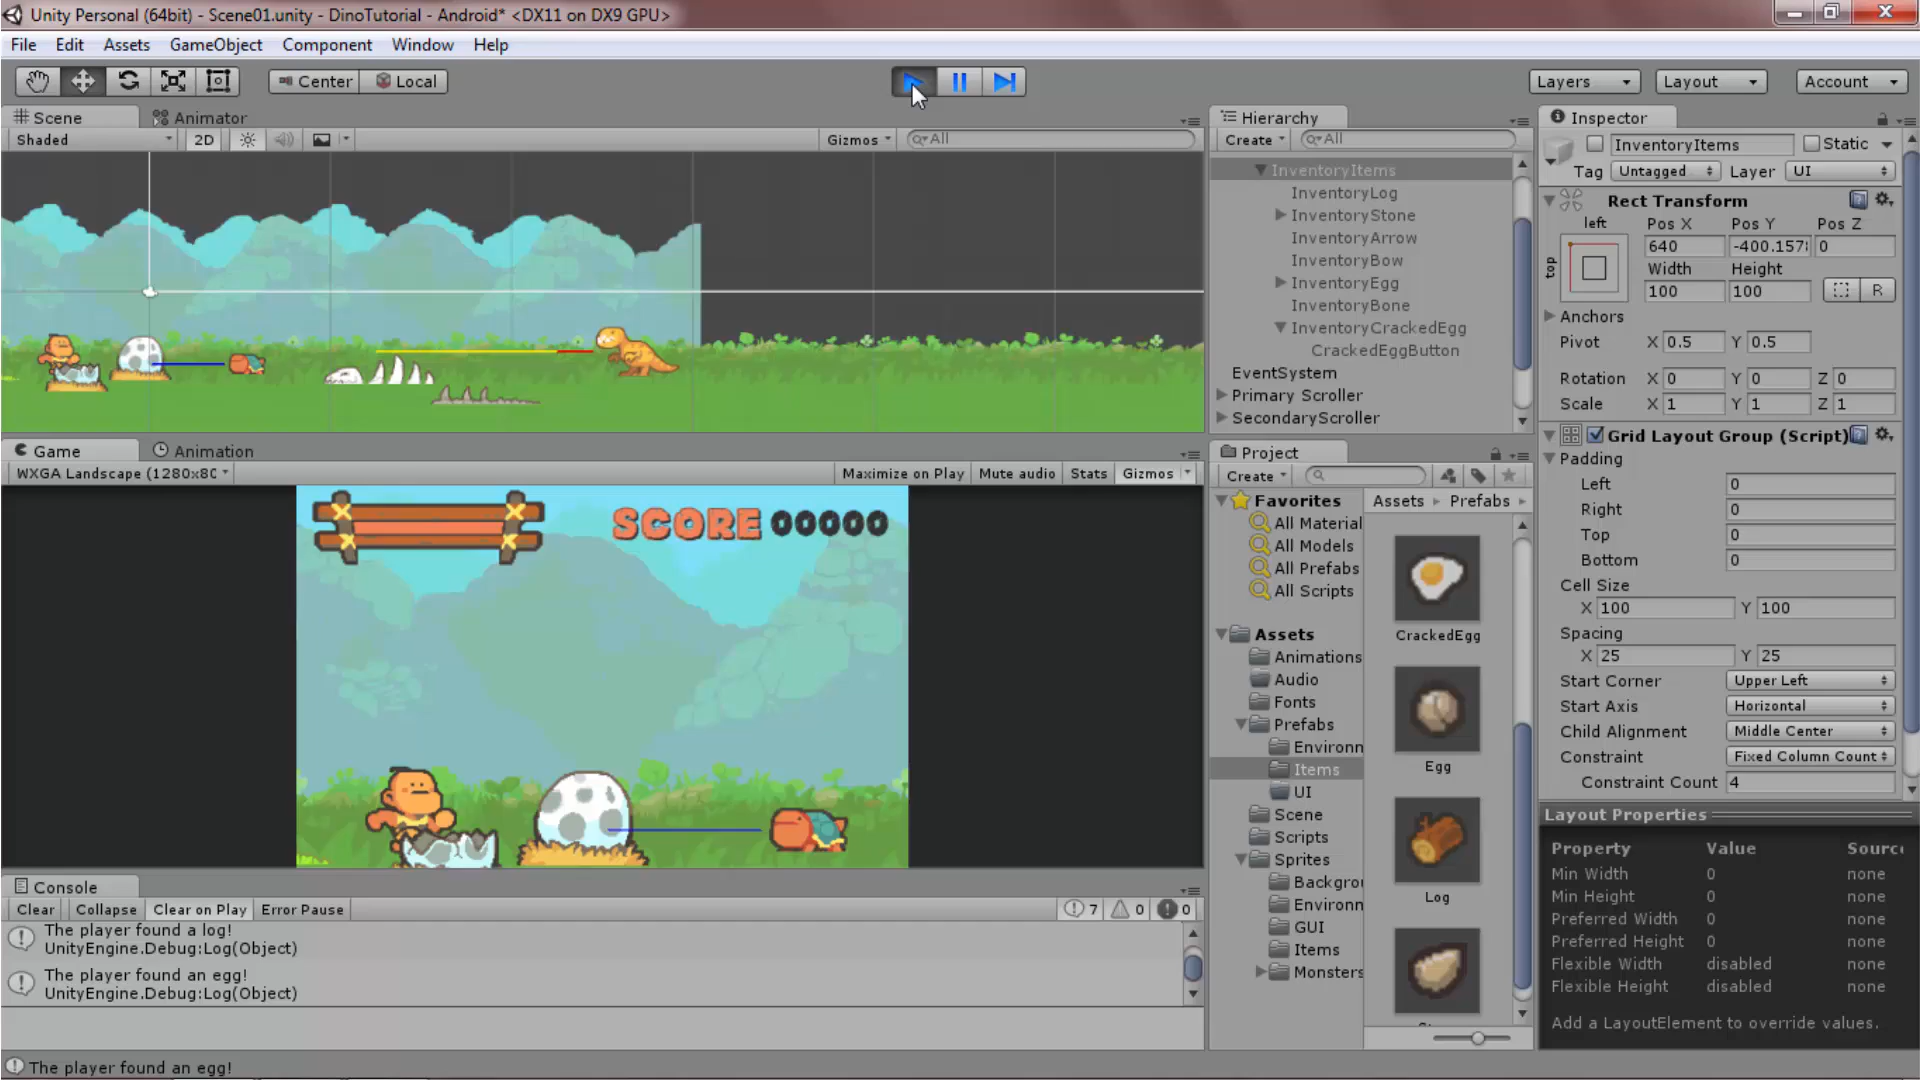 Unity Personal (64bit) - Scene01.unity - DinoTutorial - Android* <DX11 on DX9 GPU>
File Edit Assets GameObject Component Window Help
Center Local Layers Layout Account
Scene Animator
Shaded 2D Gizmos All
Hierarchy
Create All
InventoryItems
InventoryLog
InventoryStone
InventoryArrow
InventoryBow
InventoryEgg
InventoryBone
InventoryCrackedEgg
CrackedEggButton
EventSystem
Primary Scroller
SecondaryScroller
Inspector
InventoryItems Static
Tag Untagged Layer UI
Rect Transform
left Pos X Pos Y Pos Z
top 640 -400.157 0
Width Height
100 100 R
Anchors
Pivot X 0.5 Y 0.5
Rotation X 0 Y 0 Z 0
Scale X 1 Y 1 Z 1
Grid Layout Group (Script)
Padding
Left 0
Right 0
Top 0
Bottom 0
Cell Size
X 100 Y 100
Spacing
X 25 Y 25
Start Corner Upper Left
Start Axis Horizontal
Child Alignment Middle Center
Constraint Fixed Column Count
Constraint Count 4
Layout Properties
Property Value Source
Min Width 0 none
Min Height 0 none
Preferred Width 0 none
Preferred Height 0 none
Flexible Width disabled none
Flexible Height disabled none
Add a LayoutElement to override values.
Game Animation
WXGA Landscape (1280x80 Maximize on Play Mute audio Stats Gizmos
SCORE 00000
Project
Create
Favorites
All Material
All Models
All Prefabs
All Scripts
Assets
Animations
Audio
Fonts
Prefabs
Environm
Items
UI
Scene
Scripts
Sprites
Backgrou
Environm
GUI
Items
Monsters
Assets Prefabs
CrackedEgg
Egg
Log
Console
Clear Collapse Clear on Play Error Pause 7 0 0
The player found a log!
UnityEngine.Debug:Log(Object)
The player found an egg!
UnityEngine.Debug:Log(Object)
The player found an egg!